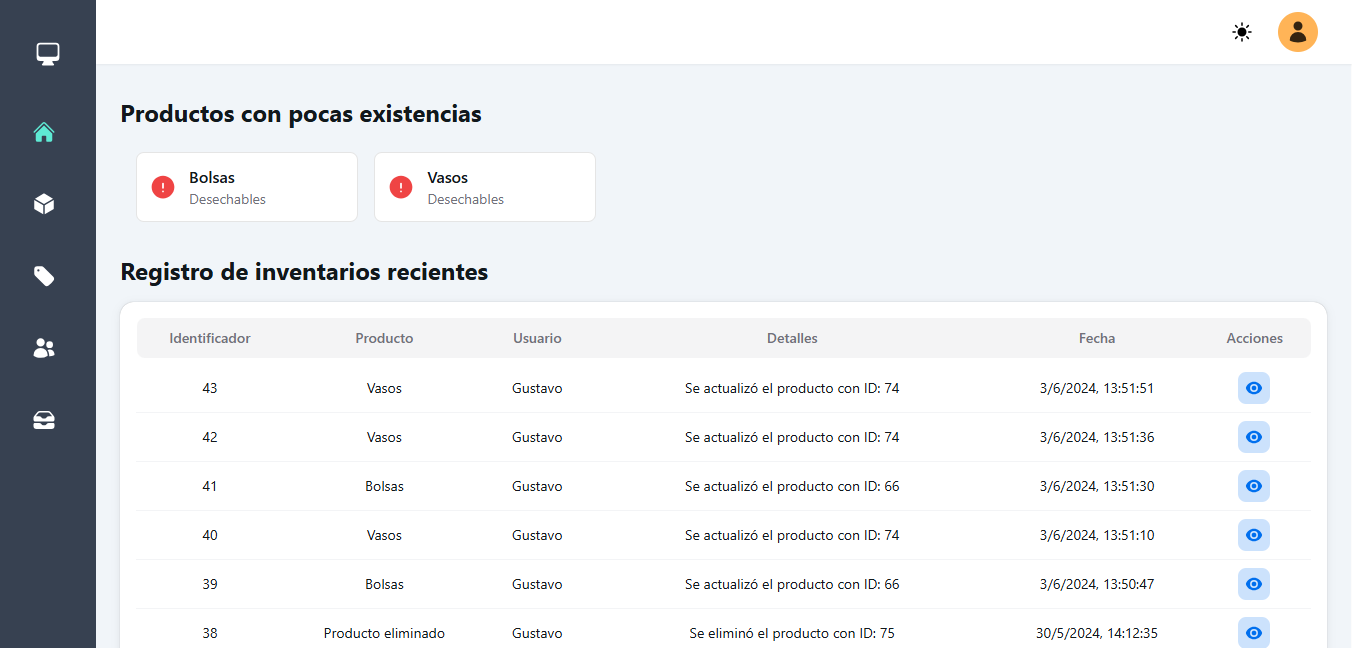 Productos con pocas existencias
Bolsas
Desechables
Vasos
Desechables
Registro de inventarios recientes
Identificador Producto Usuario Detalles Fecha Acciones
43 Vasos Gustavo Se actualizó el producto con ID: 74 3/6/2024, 13:51:51
42 Vasos Gustavo Se actualizó el producto con ID: 74 3/6/2024, 13:51:36
41 Bolsas Gustavo Se actualizó el producto con ID: 66 3/6/2024, 13:51:30
40 Vasos Gustavo Se actualizó el producto con ID: 74 3/6/2024, 13:51:10
39 Bolsas Gustavo Se actualizó el producto con ID: 66 3/6/2024, 13:50:47
38 Producto eliminado Gustavo Se eliminó el producto con ID: 75 30/5/2024, 14:12:35